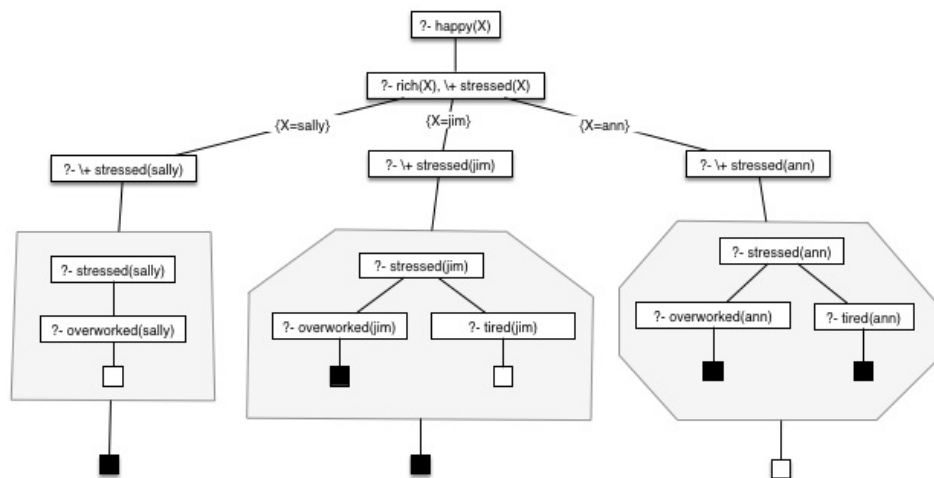 ?- happy(X)
?- rich(X), \+ stressed(X)
{X=sally}
{X=jim}
{X=ann}
?- \+ stressed(sally)
?- \+ stressed(jim)
?- \+ stressed(ann)
?- stressed(sally)
?- stressed(jim)
?- stressed(ann)
?- overworked(sally)
?- overworked(jim)
?- tired(jim)
?- overworked(ann)
?- tired(ann)